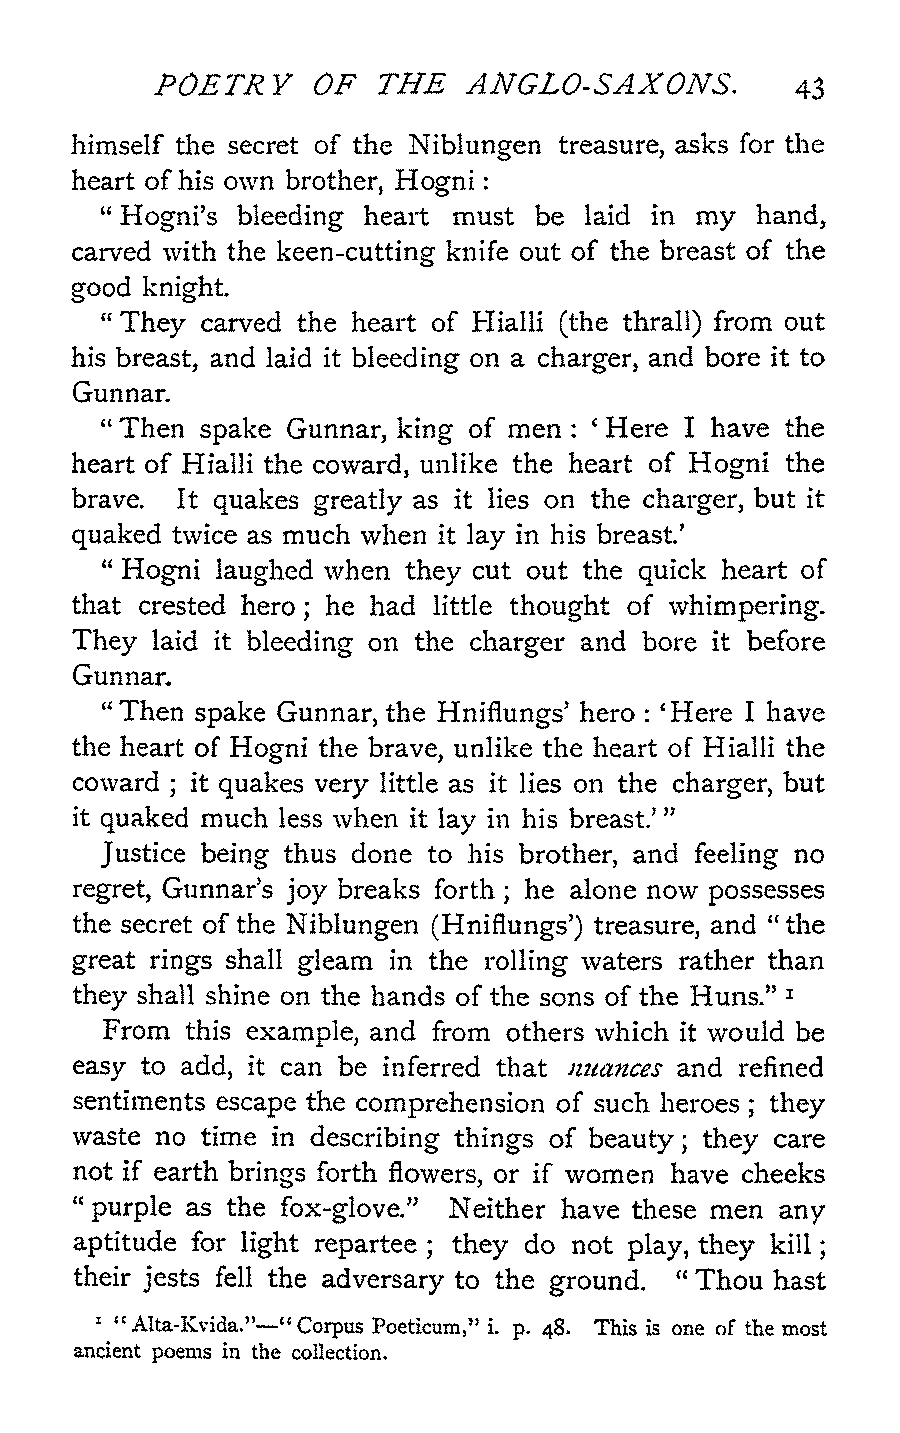 POETRY OF THE ANGLO-SAXONS. 43
himself the secret of the Niblungen treasure, asks for the
heart of his own brother, Hogni :
" Hogni's bleeding heart must be laid in my hand,
carved with the keen-cutting knife out of the breast of the
good knight.
" They carved the heart of Hialli (the thrall) from out
his breast, and laid it bleeding on a charger, and bore it to
Gunnar.
" Then spake Gunnar, king of men : ' Here I have the
heart of Hialli the coward, unlike the heart of Hogni the
brave. It quakes greatly as it lies on the charger, but it
quaked twice as much when it lay in his breast.'
" Hogni laughed when they cut out the quick heart of
that crested hero ; he had little thought of whimpering.
They laid it bleeding on the charger and bore it before
Gunnar.
" Then spake Gunnar, the Hniflungs' hero : ' Here I have
the heart of Hogni the brave, unlike the heart of Hialli the
coward ; it quakes very little as it lies on the charger, but
it quaked much less when it lay in his breast.' "
Justice being thus done to his brother, and feeling no
regret, Gunnar's joy breaks forth ; he alone now possesses
the secret of the Niblungen (Hniflungs') treasure, and " the
great rings shall gleam in the rolling waters rather than
they shall shine on the hands of the sons of the Huns." ¹
From this example, and from others which it would be
easy to add, it can be inferred that nuances and refined
sentiments escape the comprehension of such heroes ; they
waste no time in describing things of beauty ; they care
not if earth brings forth flowers, or if women have cheeks
" purple as the fox-glove." Neither have these men any
aptitude for light repartee ; they do not play, they kill ;
their jests fell the adversary to the ground. " Thou hast
¹ " Alta-Kvida."—" Corpus Poeticum," i. p. 48. This is one of the most
ancient poems in the collection.